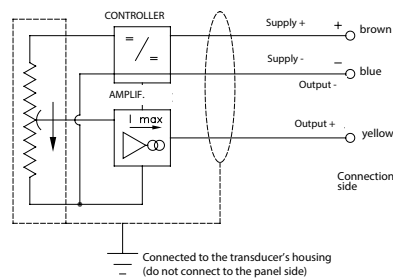 CONTROLLER
=
/
=
Supply +
+
brown
Supply -
–
blue
Output -
AMPLIF.
I max
Output +
yellow
Connection
side
Connected to the transducer's housing
(do not connect to the panel side)